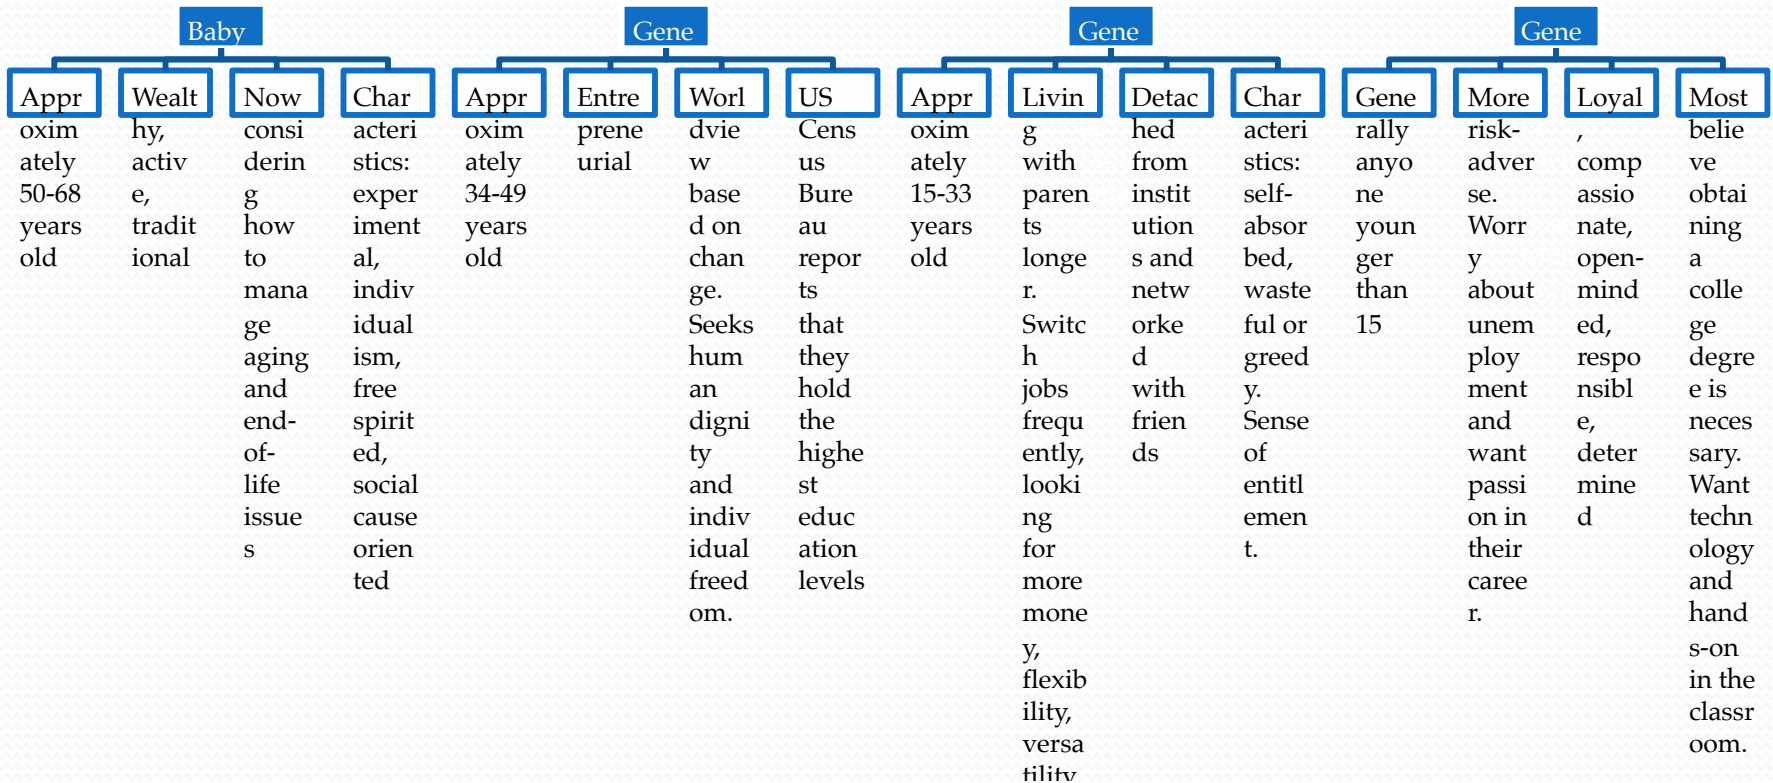 Baby
Appr
oxim
ately
50-68
years
old
Wealt
hy,
activ
e,
tradit
ional
Now
consi
derin
g
how
to
mana
ge
aging
and
end-
of-
life
issue
s
Char
acteri
stics:
exper
iment
al,
indiv
idual
ism,
free
spirit
ed,
social
cause
orien
ted
Gene
Appr
oxim
ately
34-49
years
old
Entre
prene
urial
Worl
dvie
w
base
d on
chan
ge.
Seeks
hum
an
digni
ty
and
indiv
idual
freed
om.
US
Cens
us
Bure
au
repor
ts
that
they
hold
the
highe
st
educ
ation
levels
Gene
Appr
oxim
ately
15-33
years
old
Livin
g
with
paren
ts
longe
r.
Switc
h
jobs
frequ
ently,
looki
ng
for
more
mone
y,
flexib
ility,
versa
tility
Detac
hed
from
instit
ution
s and
netw
orke
d
with
frien
ds
Char
acteri
stics:
self-
absor
bed,
waste
ful or
greed
y.
Sense
of
entitl
emen
t.
Gene
Gene
rally
anyo
ne
youn
ger
than
15
More
risk-
adver
se.
Worr
y
about
unem
ploy
ment
and
want
passi
on in
their
caree
r.
Loyal
,
comp
assio
nate,
open-
mind
ed,
respo
nsibl
e,
deter
mine
d
Most
belie
ve
obtai
ning
a
colle
ge
degre
e is
neces
sary.
Want
techn
ology
and
hand
s-on
in the
classr
oom.